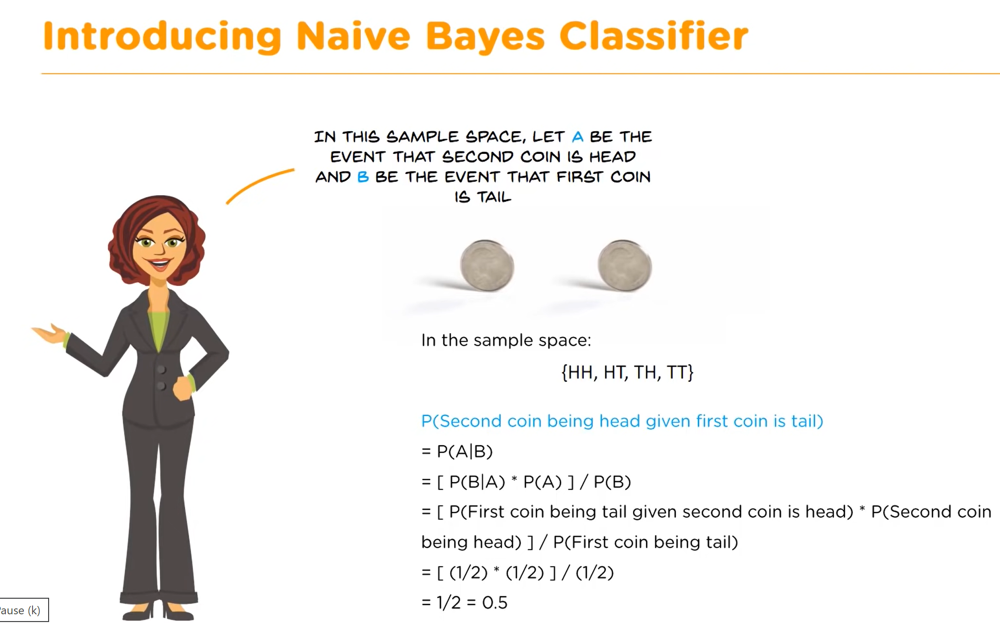 Introducing Naive Bayes Classifier
IN THIS SAMPLE SPACE, LET A BE THE
EVENT THAT SECOND COIN IS HEAD
AND B BE THE EVENT THAT FIRST COIN
IS TAIL
In the sample space:
{HH, HT, TH, TT}
P(Second coin being head given first coin is tail)
= P(A|B)
= [ P(B|A) * P(A) ] / P(B)
= [ P(First coin being tail given second coin is head) * P(Second coin
being head) ] / P(First coin being tail)
= [ (1/2) * (1/2) ] / (1/2)
= 1/2 = 0.5
ause (k)